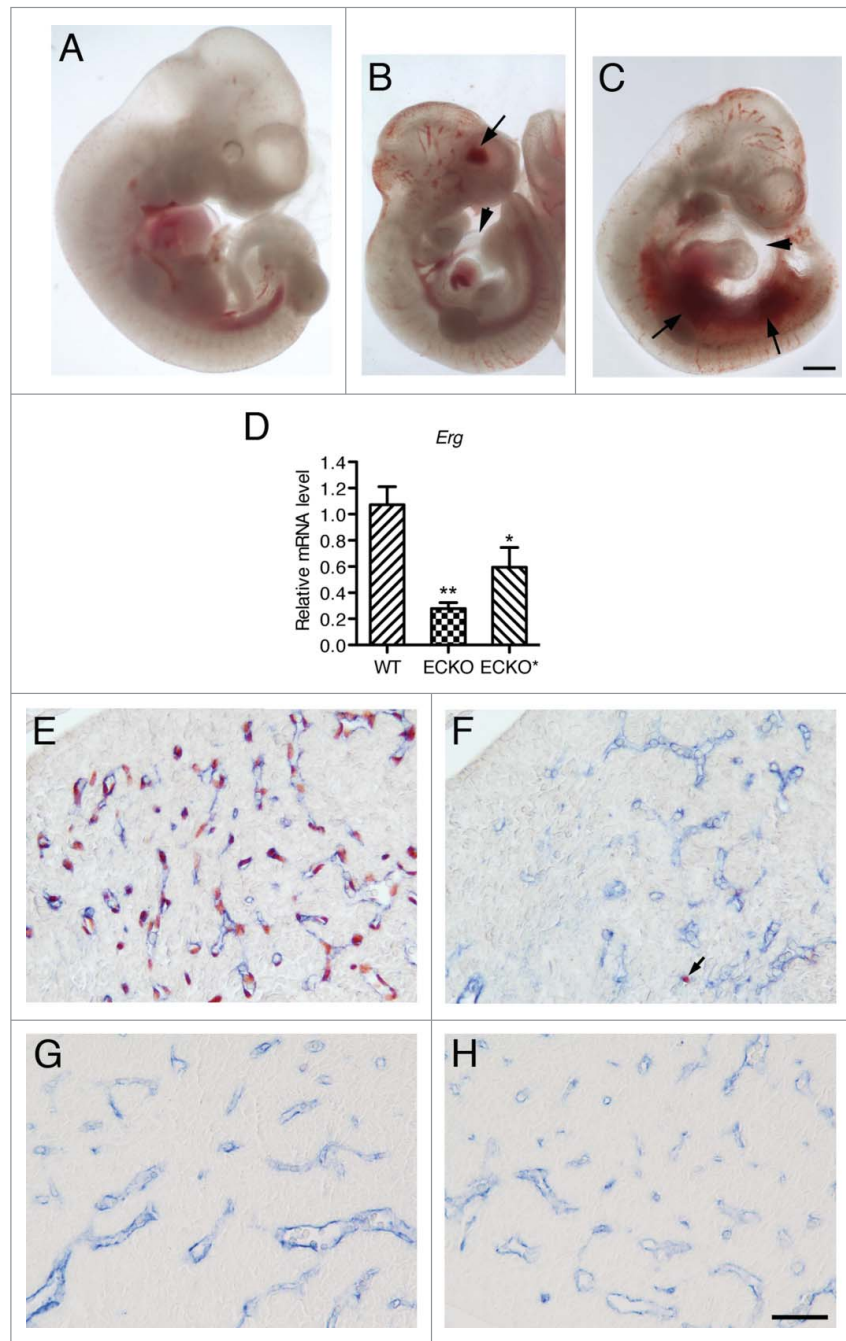 A
B
C
D
Erg
Relative mRNA level
1.4
1.2
1.0
0.8
0.6
0.4
0.2
0.0
**
*
WT ECKO ECKO*
E
F
G
H